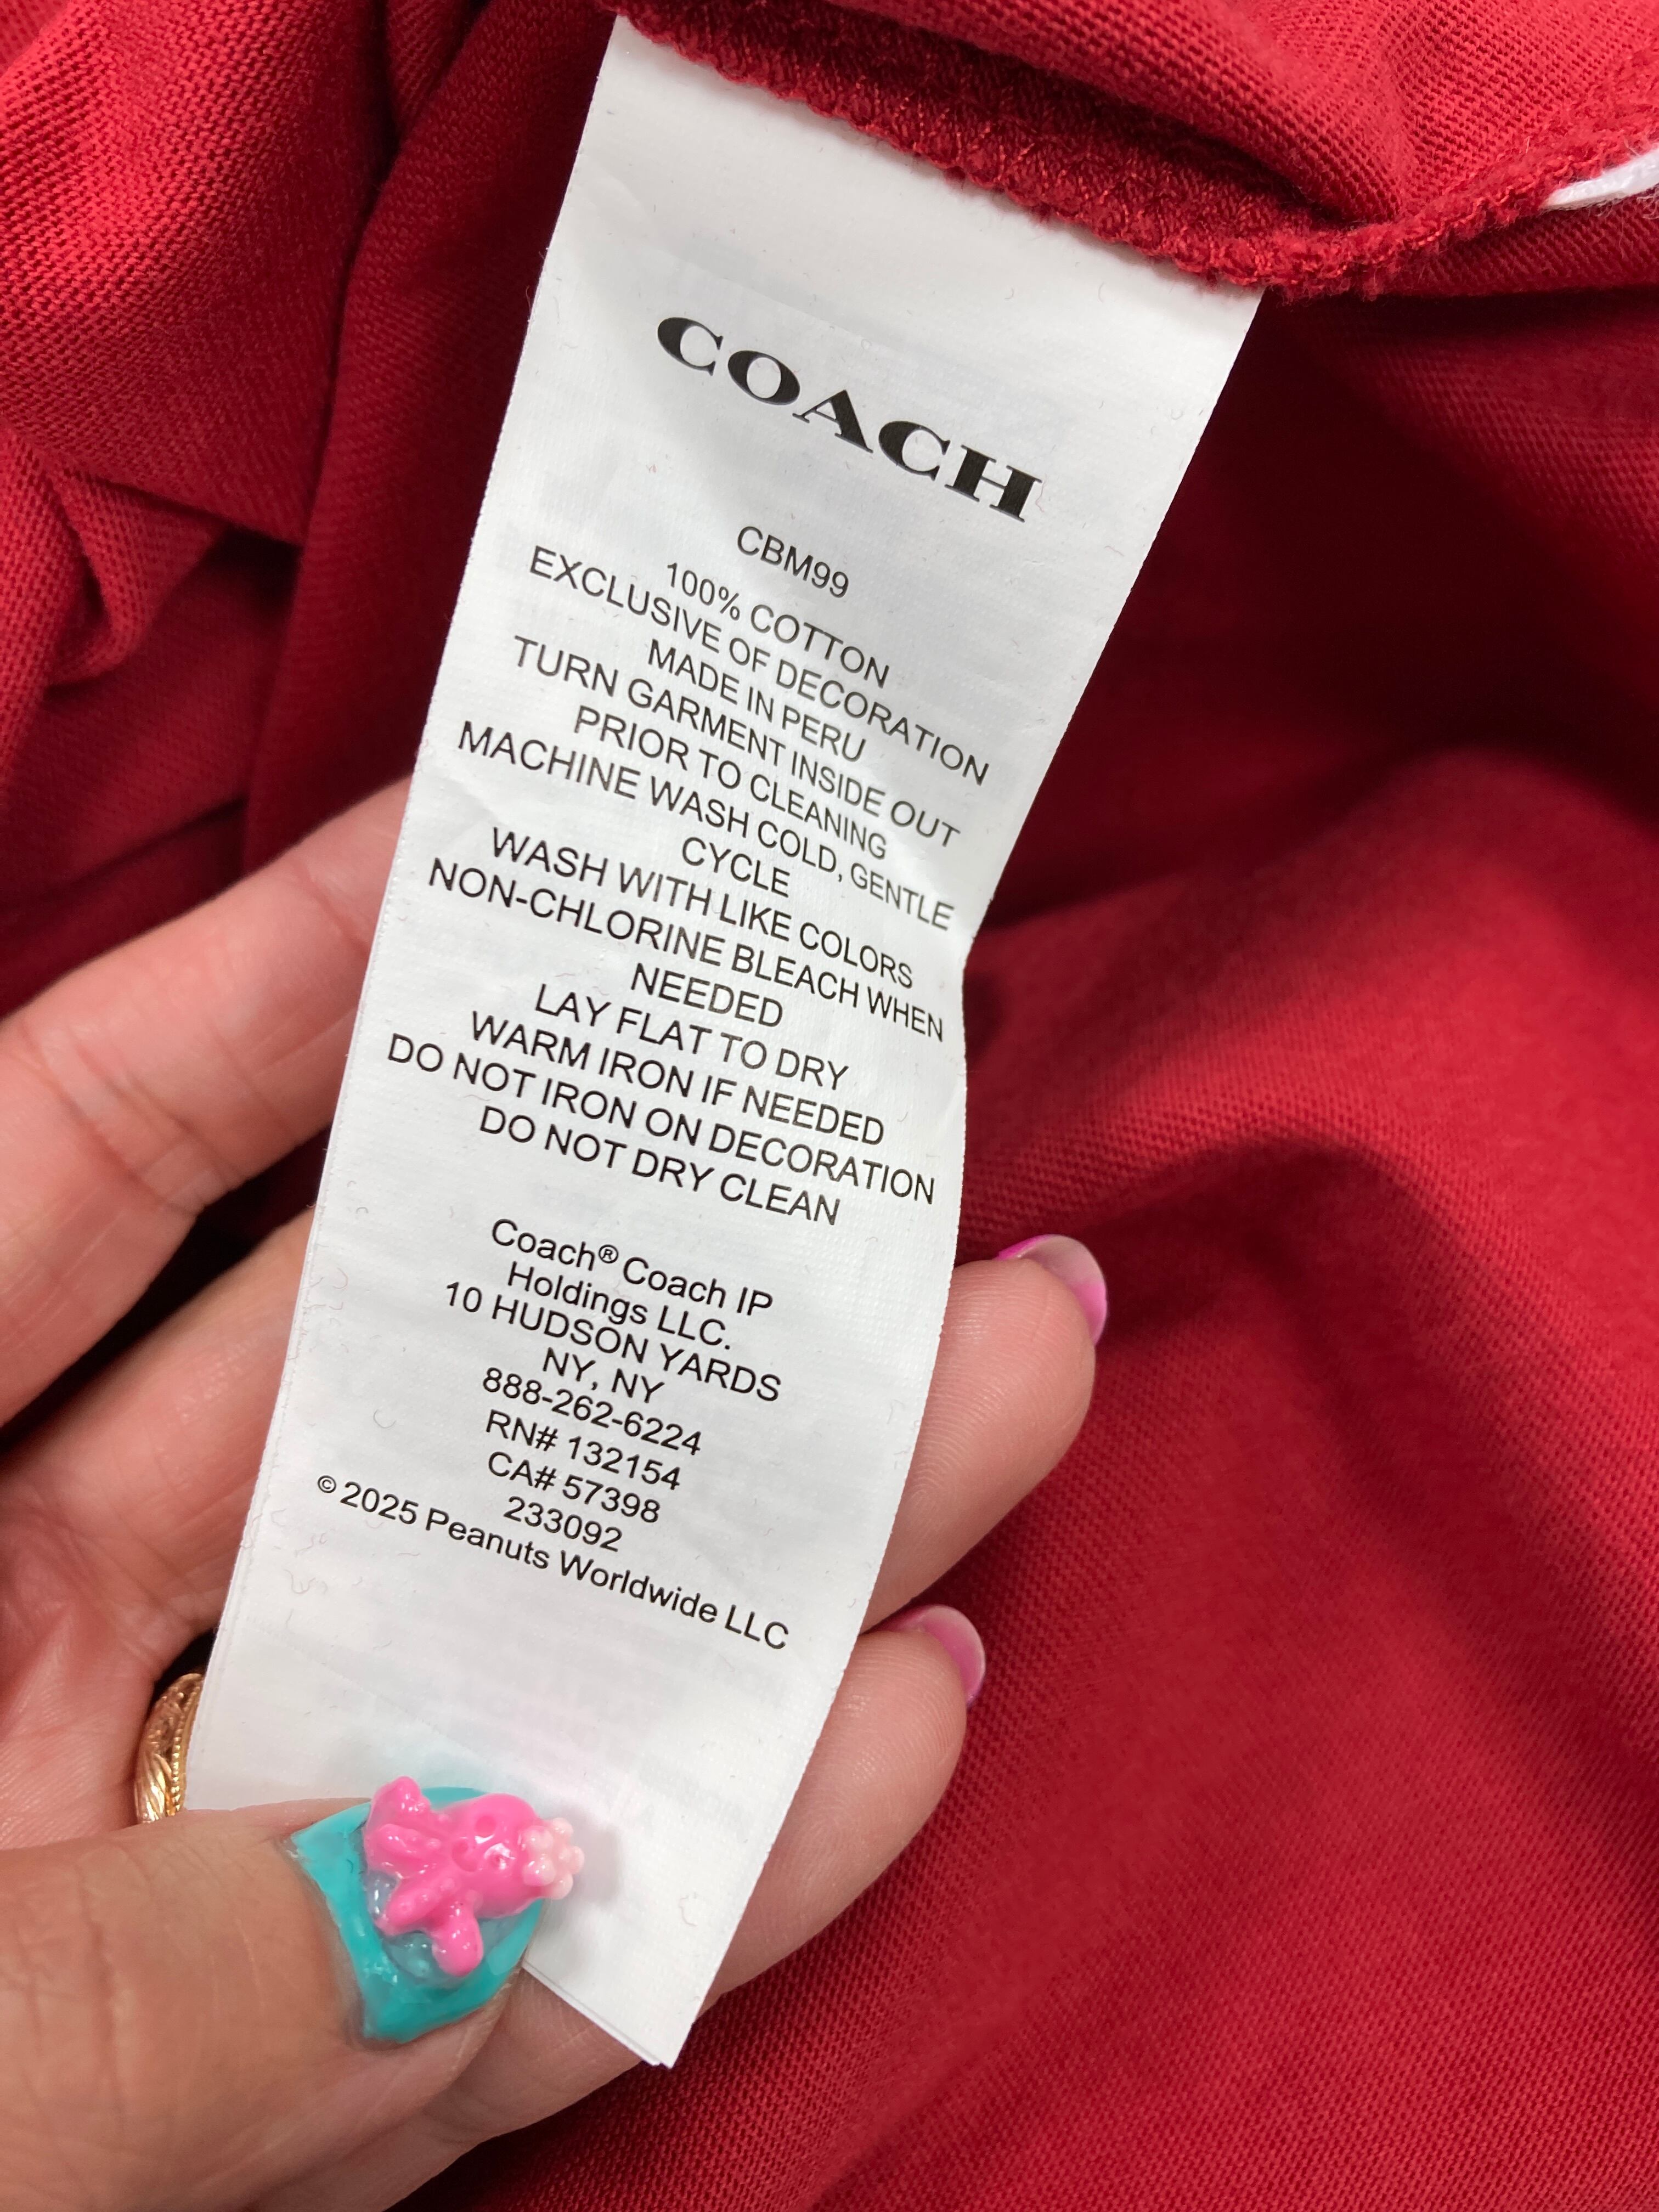 COACH
CBM99
100% COTTON
EXCLUSIVE OF DECORATION
MADE IN PERU
TURN GARMENT INSIDE OUT
PRIOR TO CLEANING
MACHINE WASH COLD, GENTLE
CYCLE
WASH WITH LIKE COLORS
NON-CHLORINE BLEACH WHEN
NEEDED
LAY FLAT TO DRY
WARM IRON IF NEEDED
DO NOT IRON ON DECORATION
DO NOT DRY CLEAN
Coach® Coach IP
Holdings LLC.
10 HUDSON YARDS
NY, NY
888-262-6224
RN# 132154
CA# 57398
233092
© 2025 Peanuts Worldwide LLC